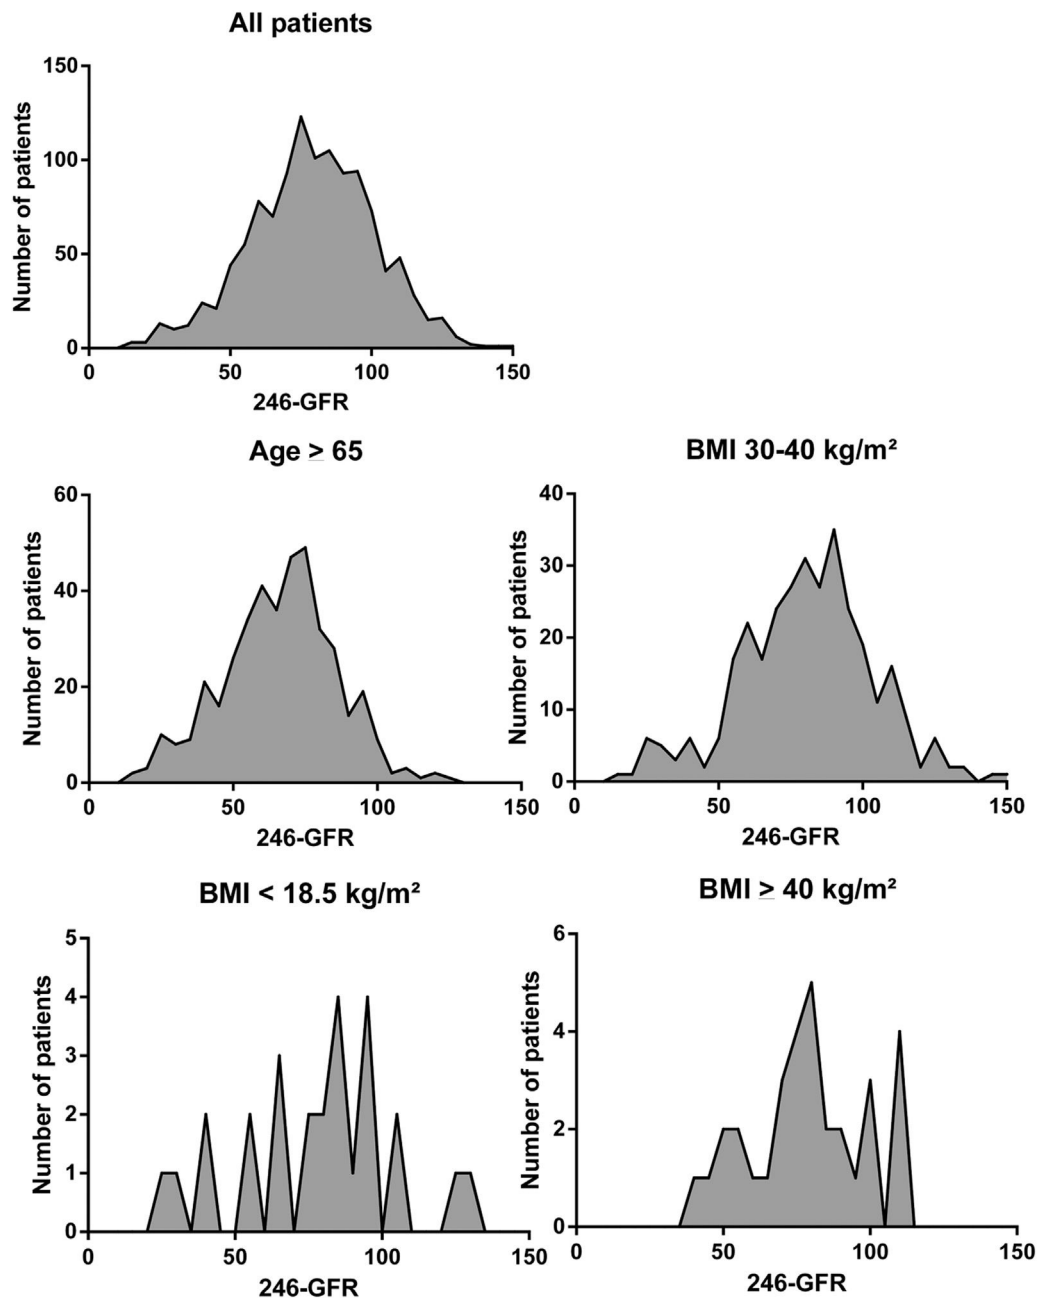 All patients
150
100
50
0
Number of patients
0 50 100 150
246-GFR
Age ≥ 65
60
40
20
0
Number of patients
0 50 100 150
246-GFR
BMI 30-40 kg/m²
40
30
20
10
0
Number of patients
0 50 100 150
246-GFR
BMI < 18.5 kg/m²
5
4
3
2
1
0
Number of patients
0 50 100 150
246-GFR
BMI ≥ 40 kg/m²
6
4
2
0
Number of patients
0 50 100 150
246-GFR